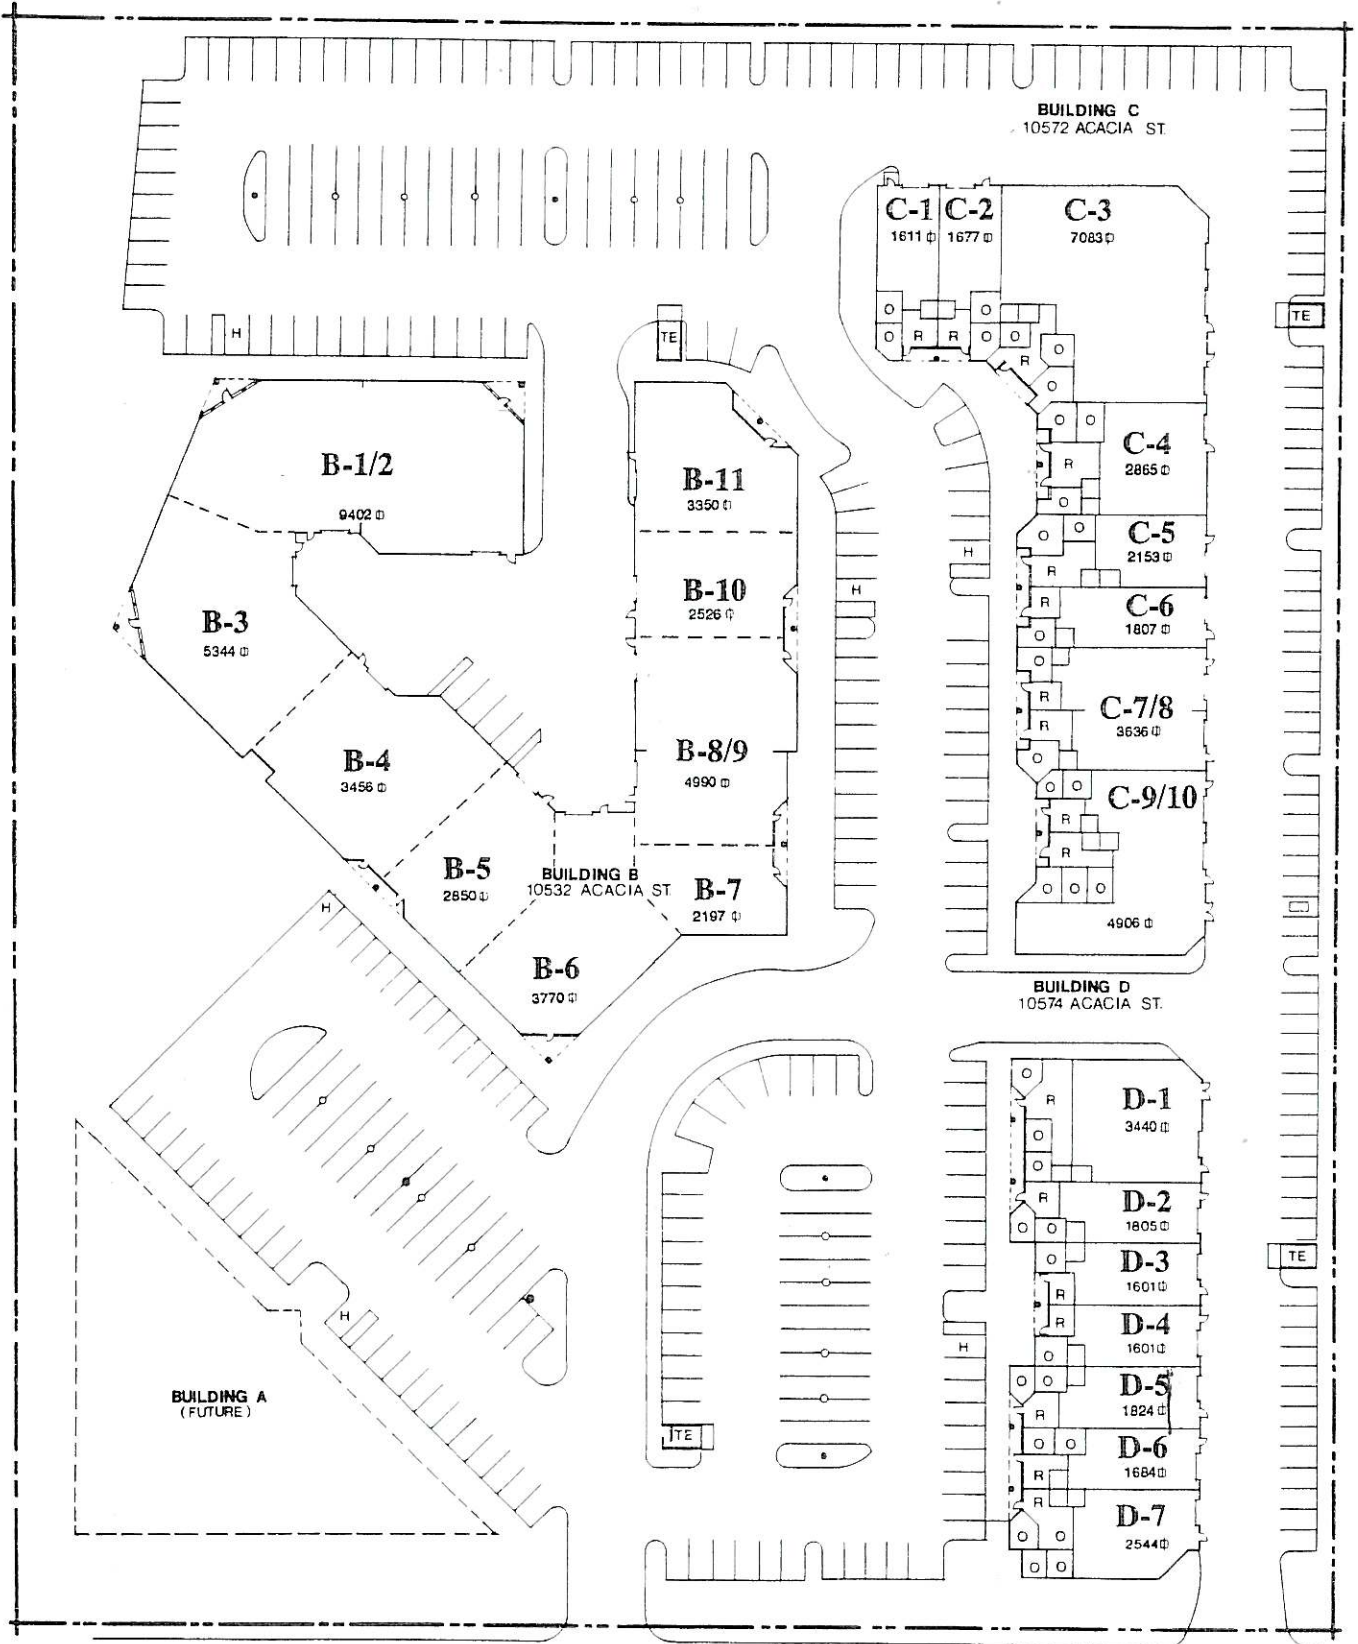 BUILDING C
10572 ACACIA ST.
C-1
1611
C-2
1677
C-3
7083
O
O
R
R
O
O
O
R
O
O
TE
H
TE
B-1/2
9402
B-11
3350
O
O
C-4
2865
R
O
O
O
C-5
2153
R
H
B-10
2526
H
R
C-6
1807
O
B-3
5344
O
R
C-7/8
3636
R
O
B-8/9
4990
B-4
3456
O
O
C-9/10
R
R
O
O
O
4906
B-5
2850
BUILDING B
10532 ACACIA ST
B-7
2197
H
B-6
3770
BUILDING D
10574 ACACIA ST.
O
R
D-1
3440
O
O
R
D-2
1805
O
O
O
D-3
1601
R
TE
H
R
D-4
1601
O
H
O
O
D-5
1824
R
BUILDING A
(FUTURE)
TE
O
O
D-6
1684
R
R
D-7
2544
O
O
O
O